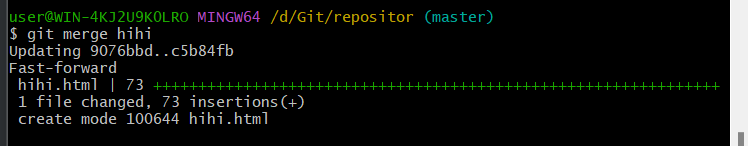 user@WIN-4KJ2U9KOLRO MINGW64 /d/Git/repositor (master)
$ git merge hihi
Updating 9076bbd..c5b84fb
Fast-forward
 hihi.html | 73 +++++++++++++++++++++++++++++++++++++++++++++++++++++++++++++++
 1 file changed, 73 insertions(+)
 create mode 100644 hihi.html